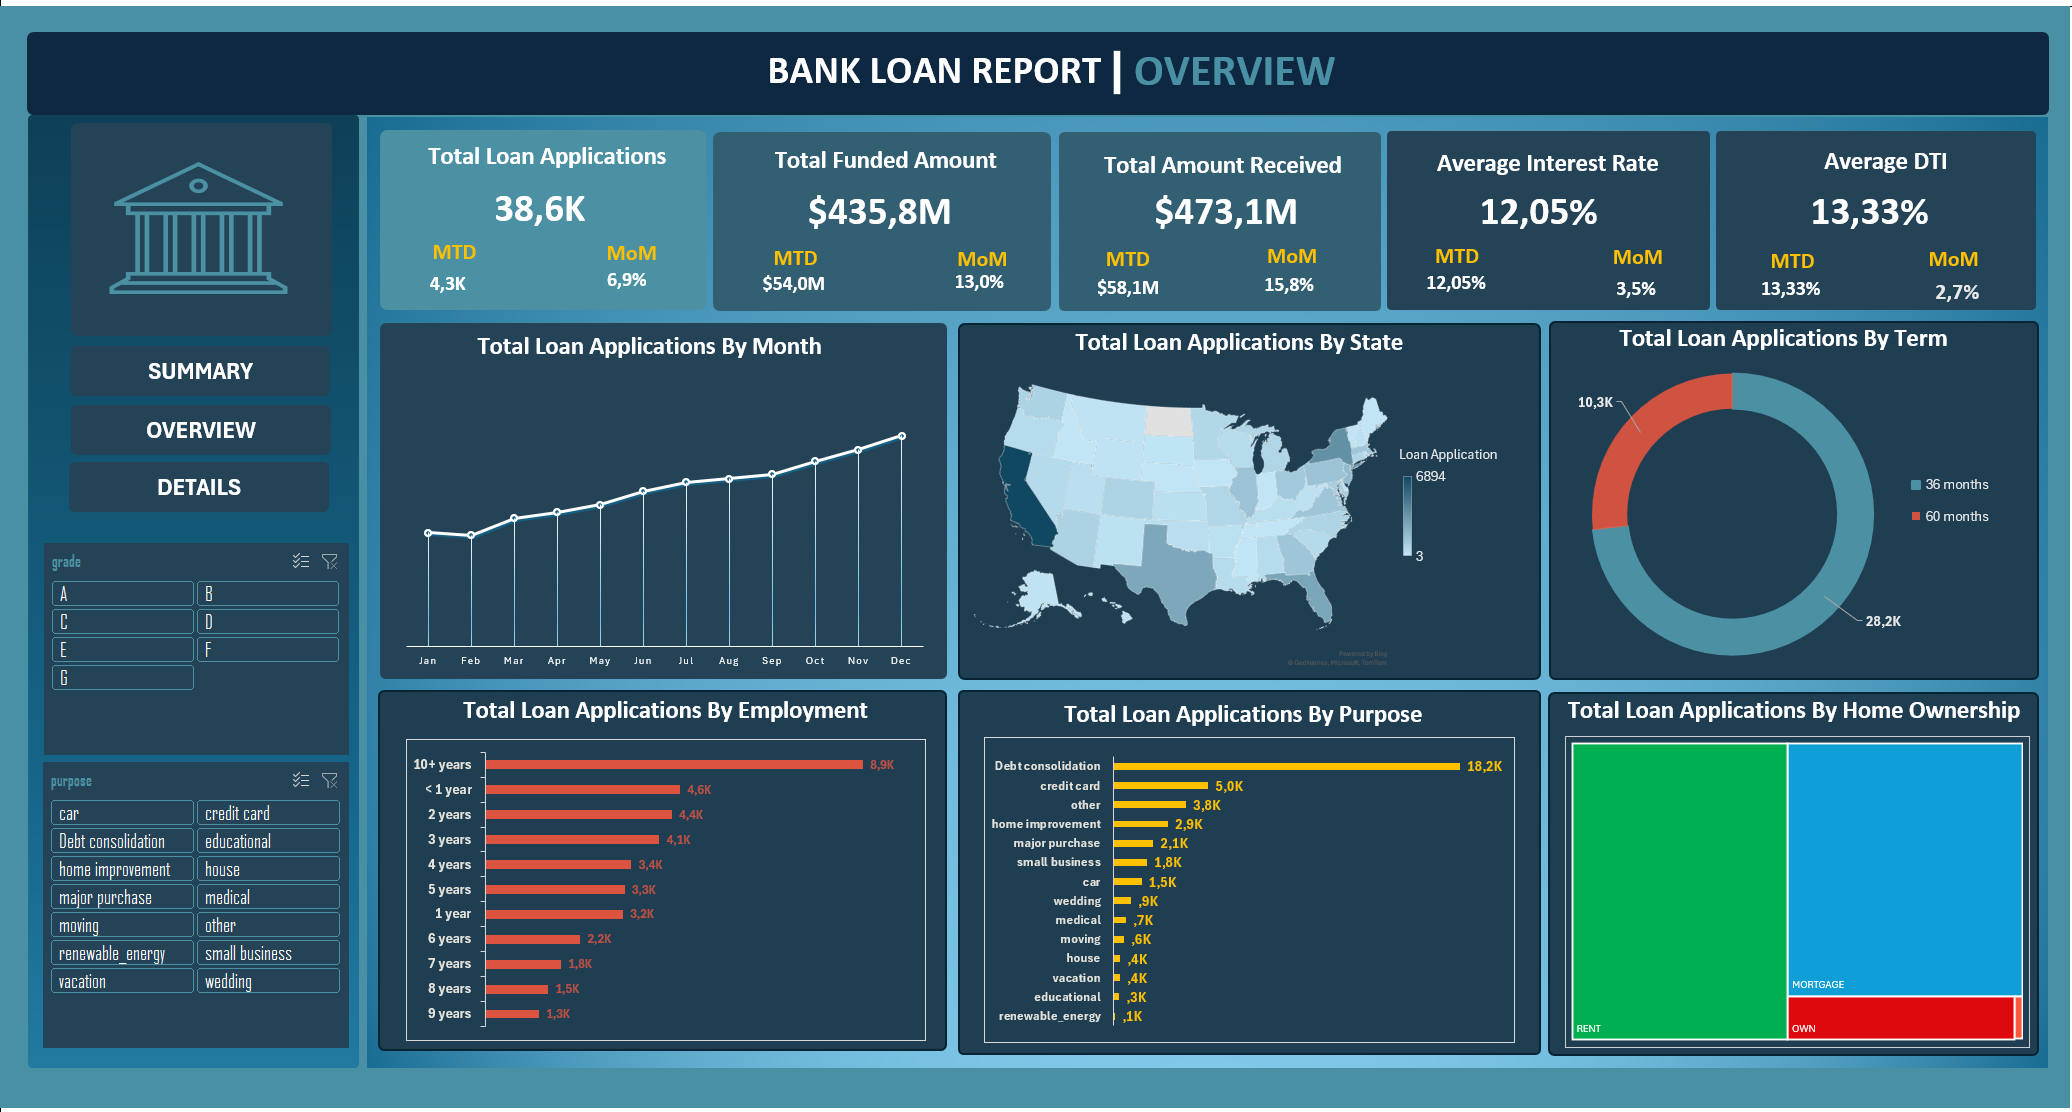 BANK LOAN REPORT | OVERVIEW
SUMMARY
OVERVIEW
DETAILS
grade
A
B
C
D
E
F
G
purpose
car
credit card
Debt consolidation
educational
home improvement
house
major purchase
medical
moving
other
renewable_energy
small business
vacation
wedding
Total Loan Applications
38,6K
MTD
MoM
4,3K
6,9%
Total Funded Amount
$435,8M
MTD
MoM
$54,0M
13,0%
Total Amount Received
$473,1M
MTD
MoM
$58,1M
15,8%
Average Interest Rate
12,05%
MTD
MoM
12,05%
3,5%
Average DTI
13,33%
MTD
MoM
13,33%
2,7%
Total Loan Applications By Month
Jan Feb Mar Apr May Jun Jul Aug Sep Oct Nov Dec
Total Loan Applications By State
Loan Application
6894
3
Powered by Bing
© GeoNames, Microsoft, TomTom
Total Loan Applications By Term
10,3K
28,2K
36 months
60 months
Total Loan Applications By Employment
10+ years 8,9K
< 1 year 4,6K
2 years 4,4K
3 years 4,1K
4 years 3,4K
5 years 3,3K
1 year 3,2K
6 years 2,2K
7 years 1,8K
8 years 1,5K
9 years 1,3K
Total Loan Applications By Purpose
Debt consolidation 18,2K
credit card 5,0K
other 3,8K
home improvement 2,9K
major purchase 2,1K
small business 1,8K
car 1,5K
wedding ,9K
medical ,7K
moving ,6K
house ,4K
vacation ,4K
educational ,3K
renewable_energy ,1K
Total Loan Applications By Home Ownership
RENT
MORTGAGE
OWN